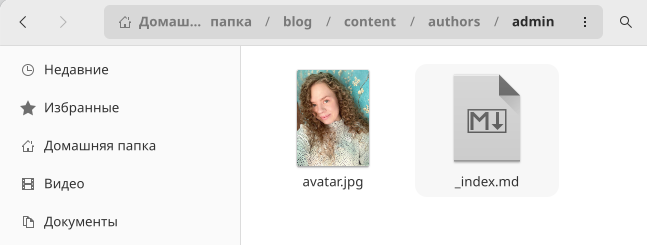 Домаш... папка / blog / content / authors / admin
Недавние
Избранные
Домашняя папка
Видео
Документы
M
avatar.jpg
_index.md